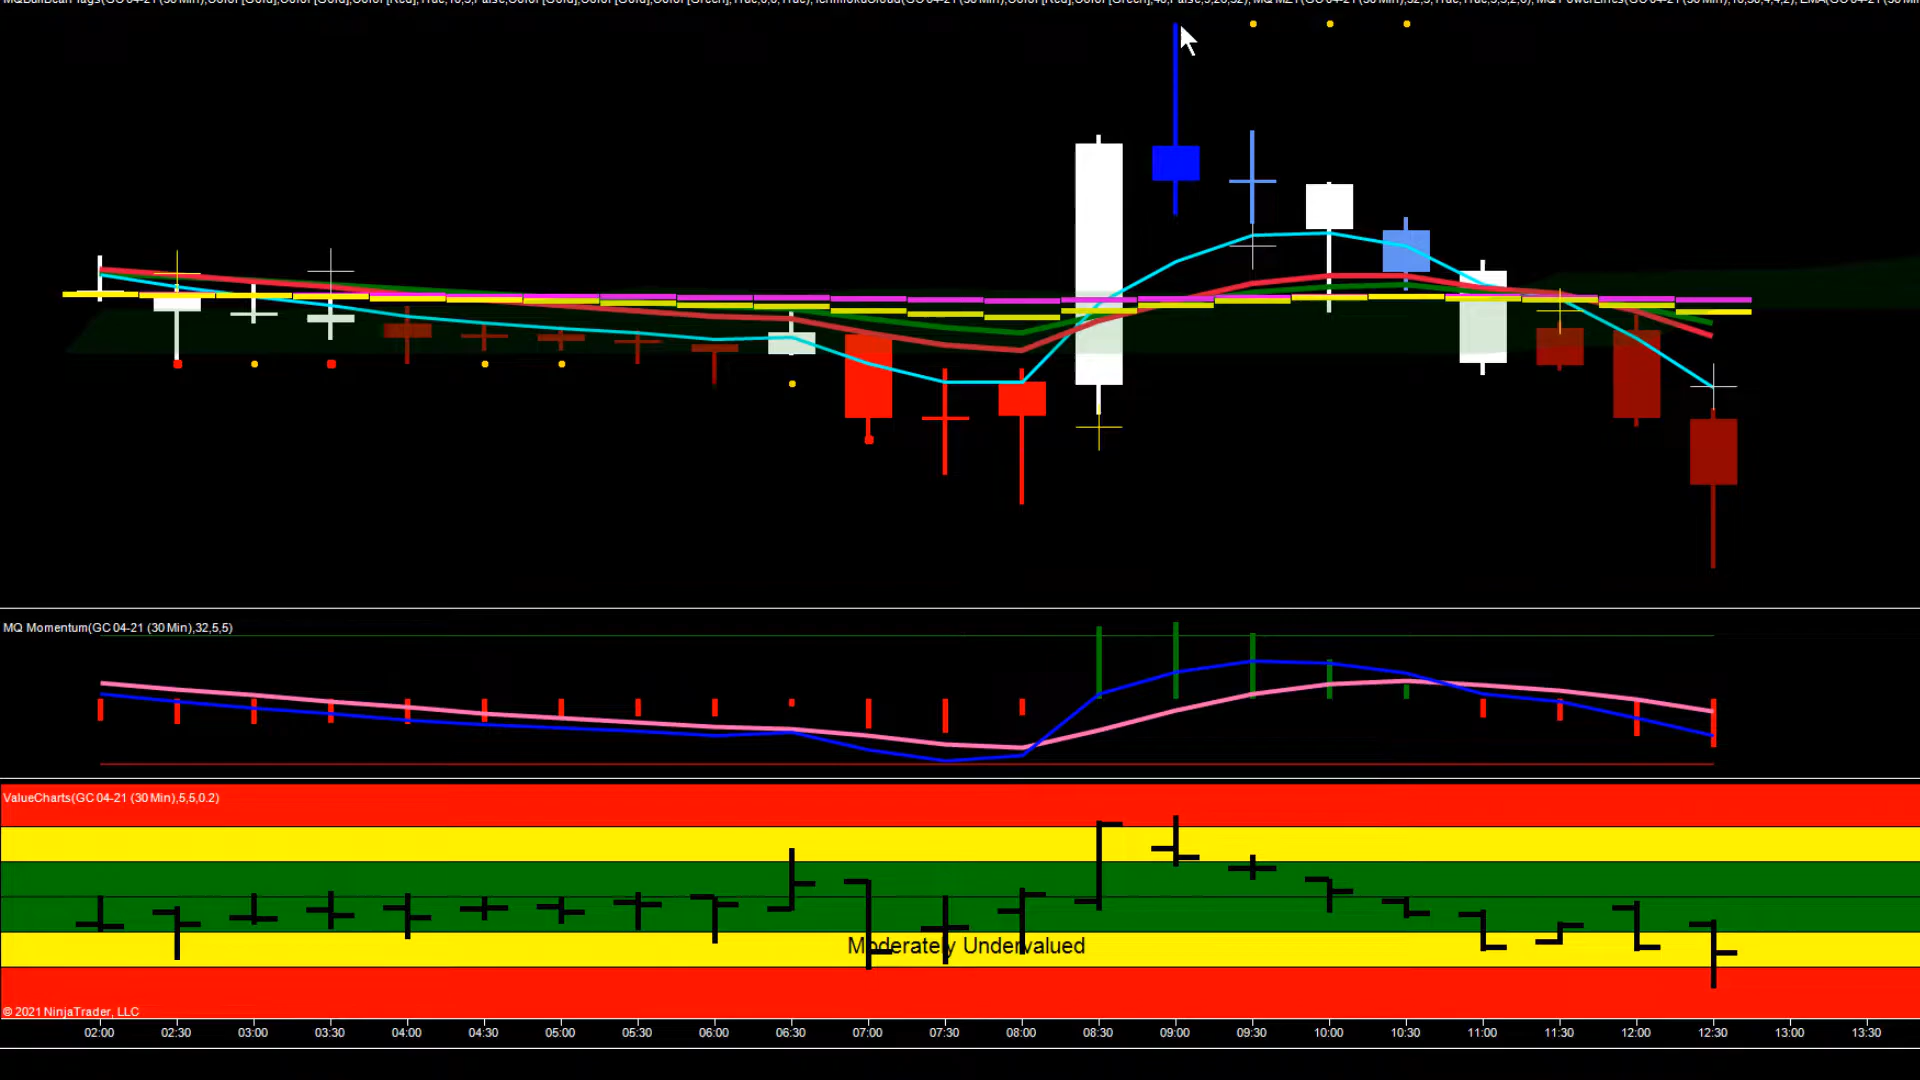 MQ Momentum(GC 04-21 (30 Min),32,5,5)
ValueCharts(GC 04-21 (30 Min),5,5,0.2)
Moderately Undervalued
© 2021 NinjaTrader, LLC
02:00 02:30 03:00 03:30 04:00 04:30 05:00 05:30 06:00 06:30 07:00 07:30 08:00 08:30 09:00 09:30 10:00 10:30 11:00 11:30 12:00 12:30 13:00 13:30